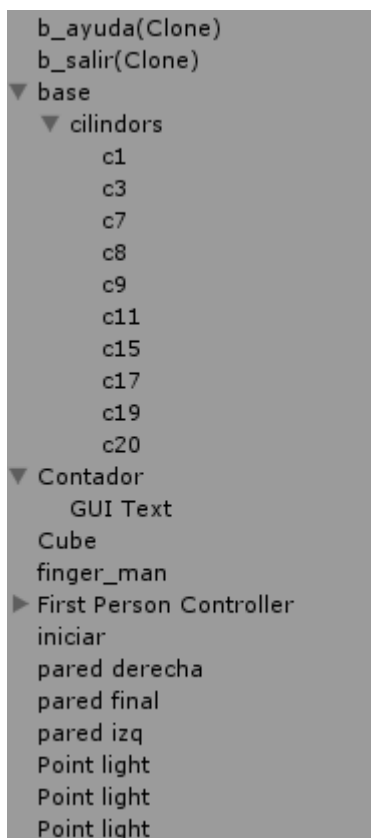 b_ayuda(Clone)
b_salir(Clone)
base
cilindors
c1
c3
c7
c8
c9
c11
c15
c17
c19
c20
Contador
GUI Text
Cube
finger_man
First Person Controller
iniciar
pared derecha
pared final
pared izq
Point light
Point light
Point light